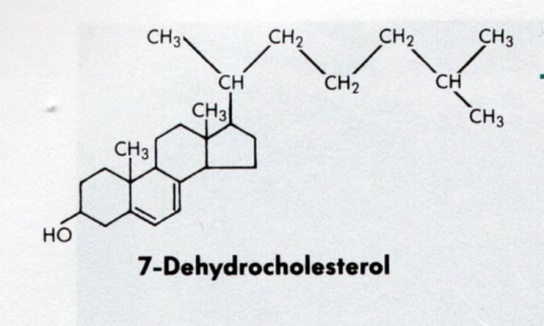 CH3 CH2 CH2 CH3
CH CH2 CH
CH3 CH3
CH3
HO
7-Dehydrocholesterol